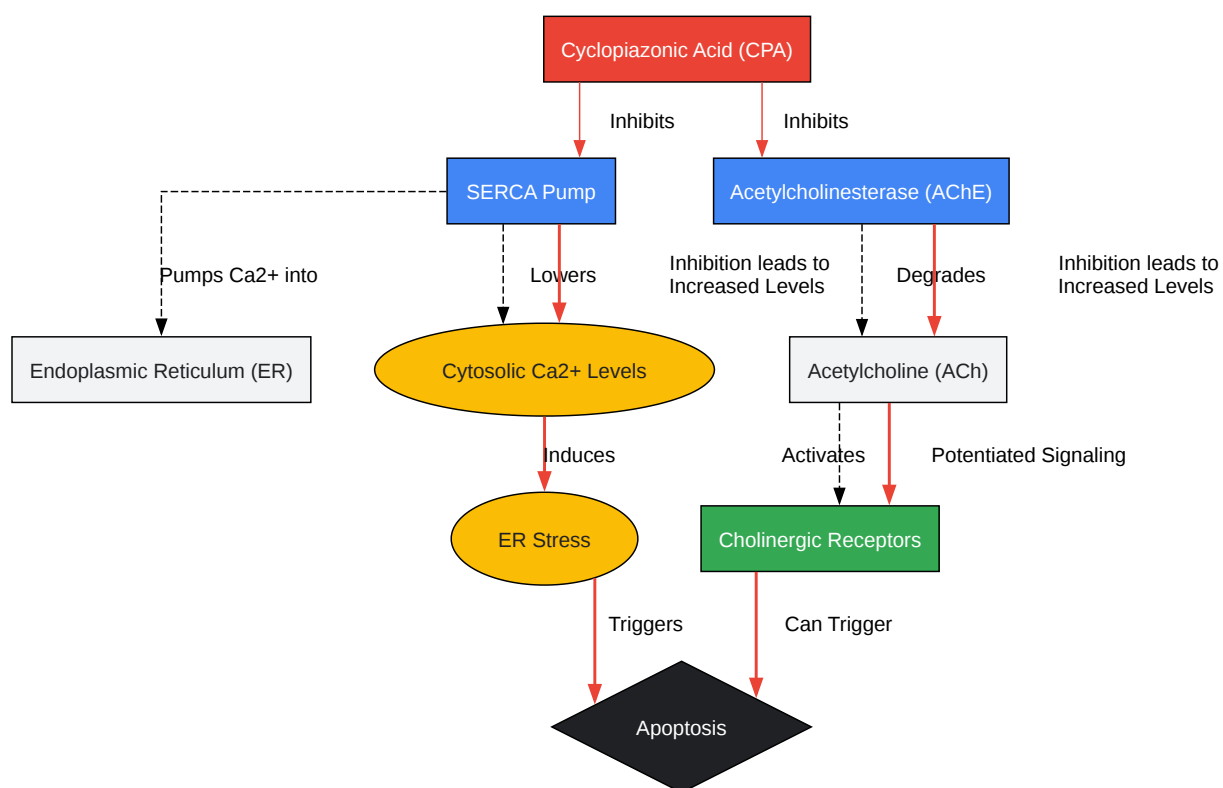 Cyclopiazonic Acid (CPA)
Inhibits
Inhibits
SERCA Pump
Acetylcholinesterase (AChE)
Pumps Ca2+ into
Lowers
Inhibition leads to
Increased Levels
Degrades
Inhibition leads to
Increased Levels
Endoplasmic Reticulum (ER)
Cytosolic Ca2+ Levels
Acetylcholine (ACh)
Induces
Activates
Potentiated Signaling
ER Stress
Cholinergic Receptors
Triggers
Can Trigger
Apoptosis